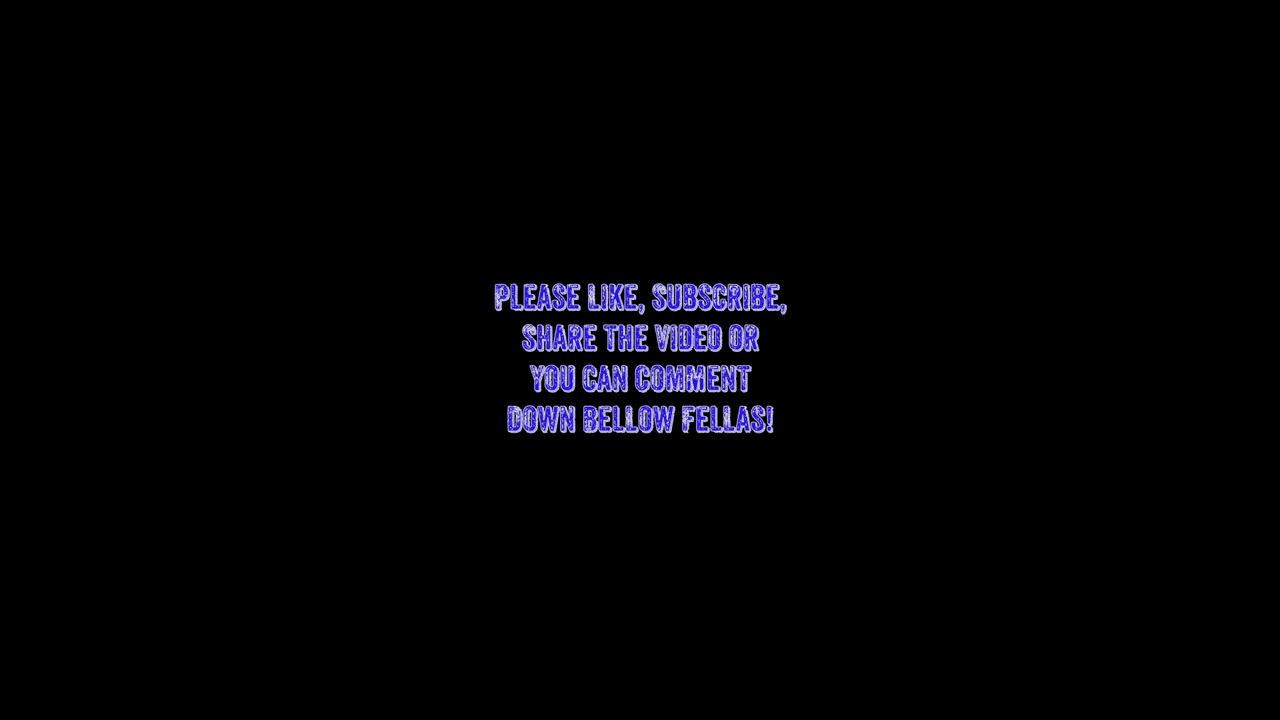 PLEASE LIKE, SUBSCRIBE,
SHARE THE VIDEO OR
YOU CAN COMMENT
DOWN BELLOW FELLAS!